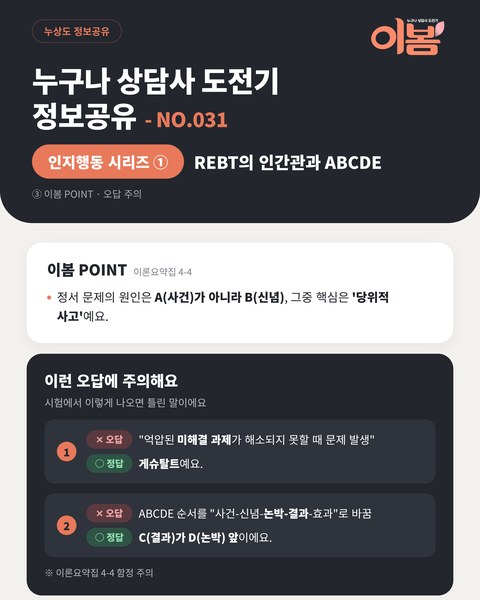 누상도 정보공유
누구나 상담사 도전기
이봄
누구나 상담사 도전기
정보공유 - NO.031
인지행동 시리즈 ① REBT의 인간관과 ABCDE
③ 이봄 POINT · 오답 주의
이봄 POINT 이론요약집 4-4
• 정서 문제의 원인은 A(사건)가 아니라 B(신념), 그중 핵심은 '당위적
사고'예요.
이런 오답에 주의해요
시험에서 이렇게 나오면 틀린 말이에요
1 × 오답 "억압된 미해결 과제가 해소되지 못할 때 문제 발생"
○ 정답 게슈탈트예요.
2 × 오답 ABCDE 순서를 "사건-신념-논박-결과-효과"로 바꿈
○ 정답 C(결과)가 D(논박) 앞이에요.
※ 이론요약집 4-4 함정 주의